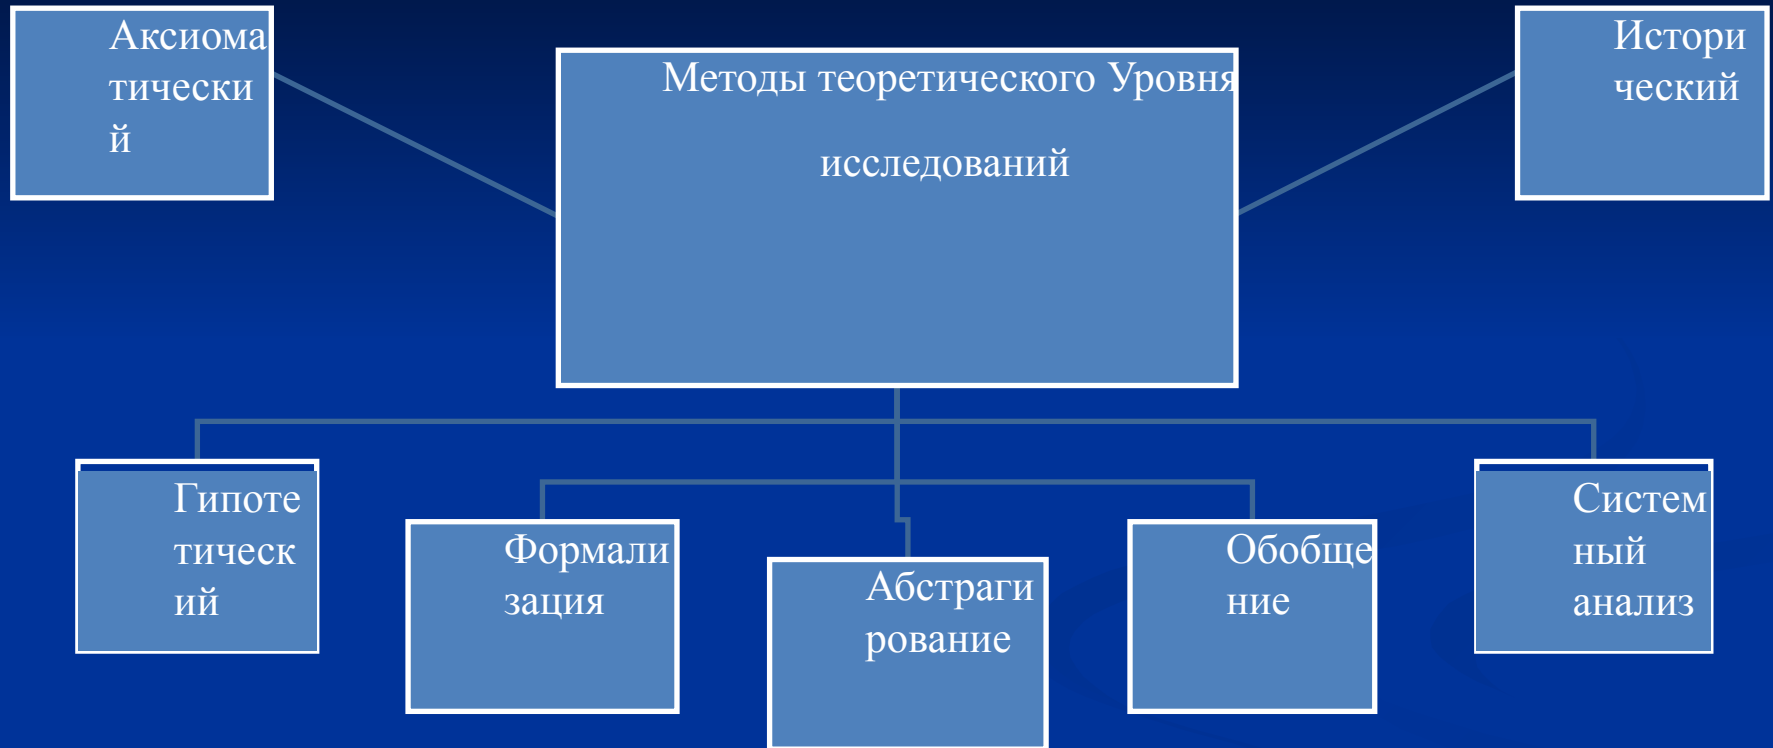 Аксиома
тически
й
Методы теоретического Уровня
исследований
Истори
ческий
Гипоте
тическ
ий
Формали
зация
Абстраги
рование
Обобще
ние
Систем
ный
анализ